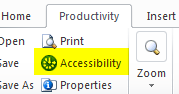 Home Productivity Insert
Open Print
Save Accessibility
Save As Properties
Zoom